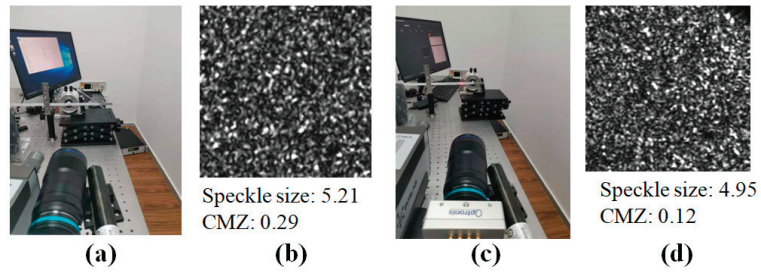 Speckle size: 5.21
CMZ: 0.29
Optronis
Speckle size: 4.95
CMZ: 0.12
(a)
(b)
(c)
(d)